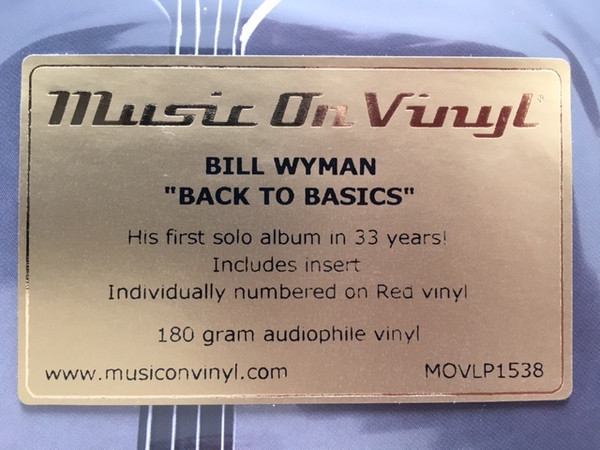 Music On Vinyl
BILL WYMAN
"BACK TO BASICS"
His first solo album in 33 years!
Includes insert
Individually numbered on Red vinyl
180 gram audiophile vinyl
www.musiconvinyl.com MOVLP1538